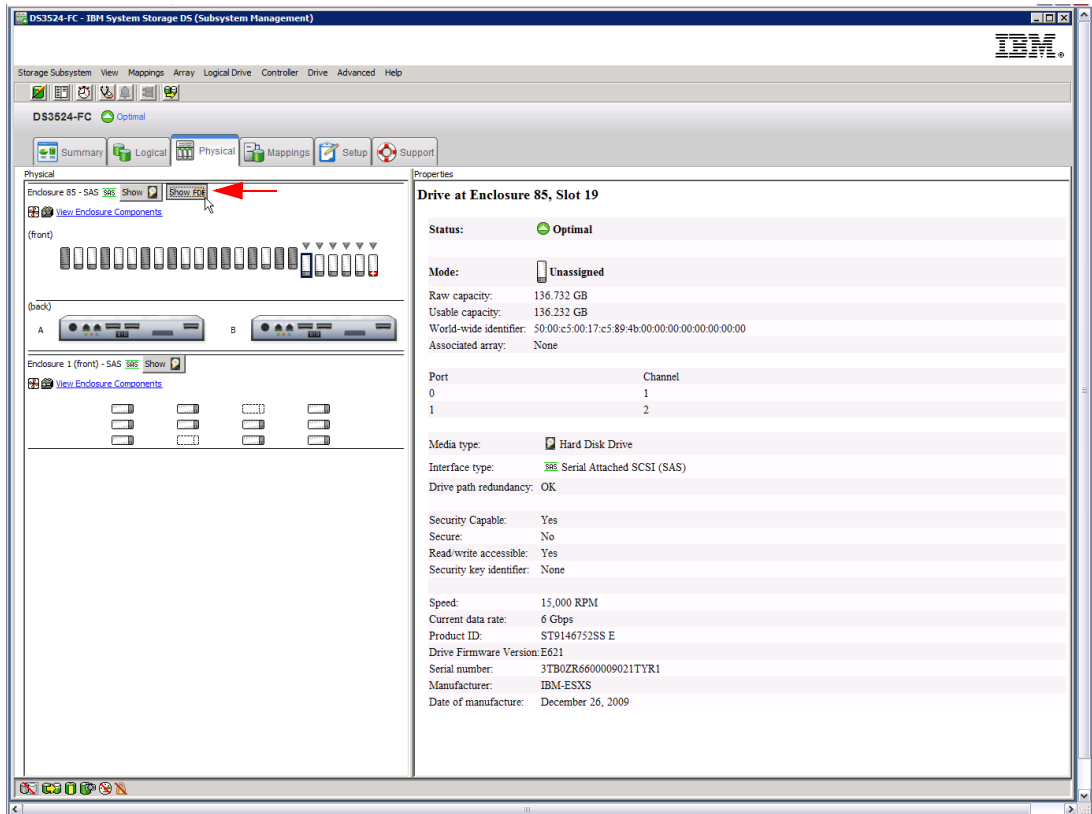 DS3524-FC - IBM System Storage DS (Subsystem Management)
IBM.
Storage Subsystem View Mappings Array Logical Drive Controller Drive Advanced Help
DS3524-FC Optimal
Summary Logical Physical Mappings Setup Support
Physical
Enclosure 85 - SAS SAS Show Show FDE
View Enclosure Components
(front)
(back)
A B
Enclosure 1 (front) - SAS SAS Show
View Enclosure Components
Properties
Drive at Enclosure 85, Slot 19
Status: Optimal
Mode: Unassigned
Raw capacity: 136.732 GB
Usable capacity: 136.232 GB
World-wide identifier: 50:00:c5:00:17:c5:89:4b:00:00:00:00:00:00:00:00
Associated array: None
Port Channel
0 1
1 2
Media type: Hard Disk Drive
Interface type: SAS Serial Attached SCSI (SAS)
Drive path redundancy: OK
Security Capable: Yes
Secure: No
Read/write accessible: Yes
Security key identifier: None
Speed: 15,000 RPM
Current data rate: 6 Gbps
Product ID: ST9146752SS E
Drive Firmware Version: E621
Serial number: 3TB0ZR6600009021TYR1
Manufacturer: IBM-ESXS
Date of manufacture: December 26, 2009